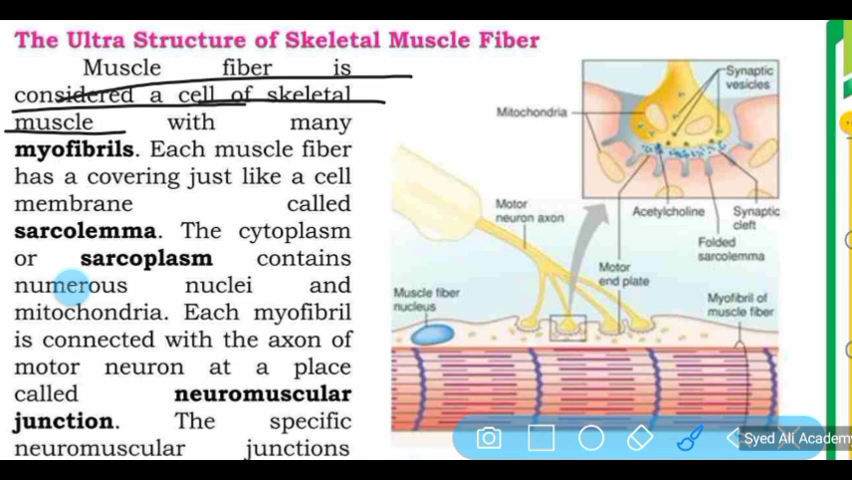 The Ultra Structure of Skeletal Muscle Fiber
Muscle fiber is
considered a cell of skeletal
muscle with many
myofibrils. Each muscle fiber
has a covering just like a cell
membrane called
sarcolemma. The cytoplasm
or sarcoplasm contains
numerous nuclei and
mitochondria. Each myofibril
is connected with the axon of
motor neuron at a place
called neuromuscular
junction. The specific
neuromuscular junctions
Synaptic
vesicles
Mitochondria
Acetylcholine
Synaptic
cleft
Folded
sarcolemma
Motor
neuron axon
Motor
end plate
Muscle fiber
nucleus
Myofibril of
muscle fiber
Syed Ali Academy